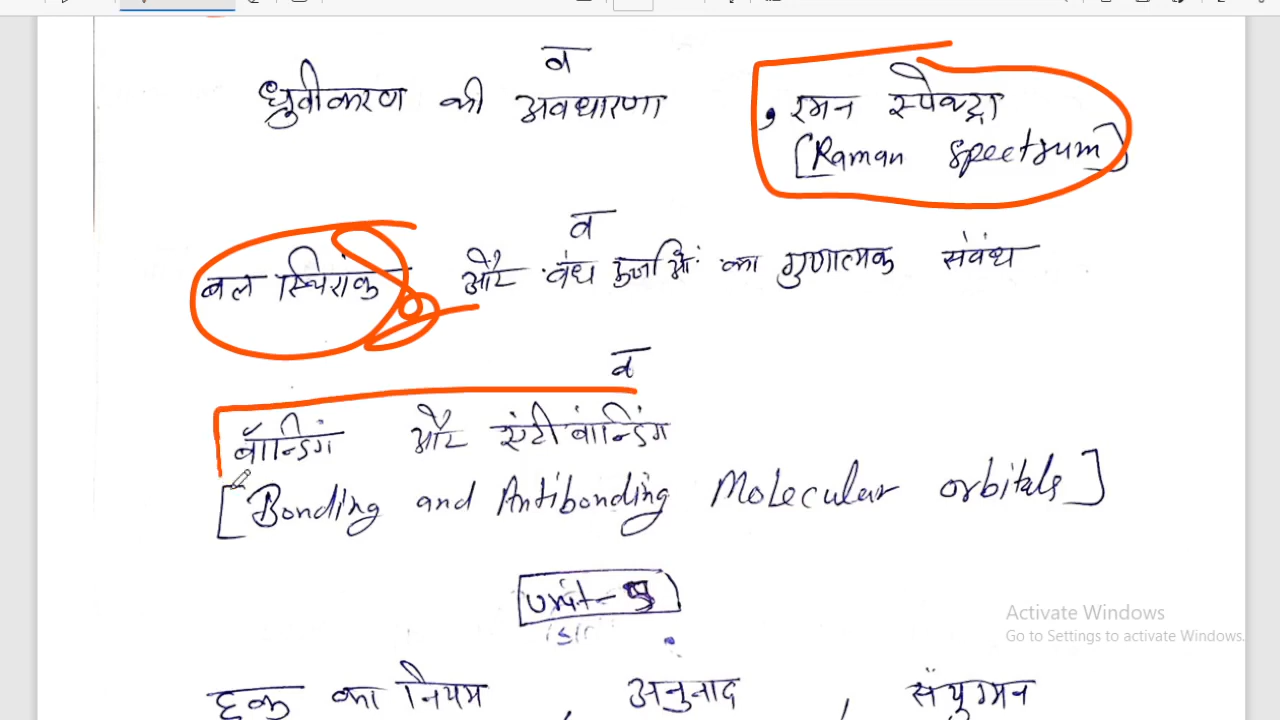 व
ध्रुवीकरण की अवधारणा , रमन स्पेक्ट्रा
[Raman Spectrum]
व
बल स्थिरांक और बंध ऊर्जाओं का गुणात्मक संबंध
व
बॉन्डिंग और एंटीबॉन्डिंग
[Bonding and Antibonding Molecular orbitals]
Unit-5
हुक का नियम , अनुनाद , संयुग्मन
Activate Windows
Go to Settings to activate Windows.